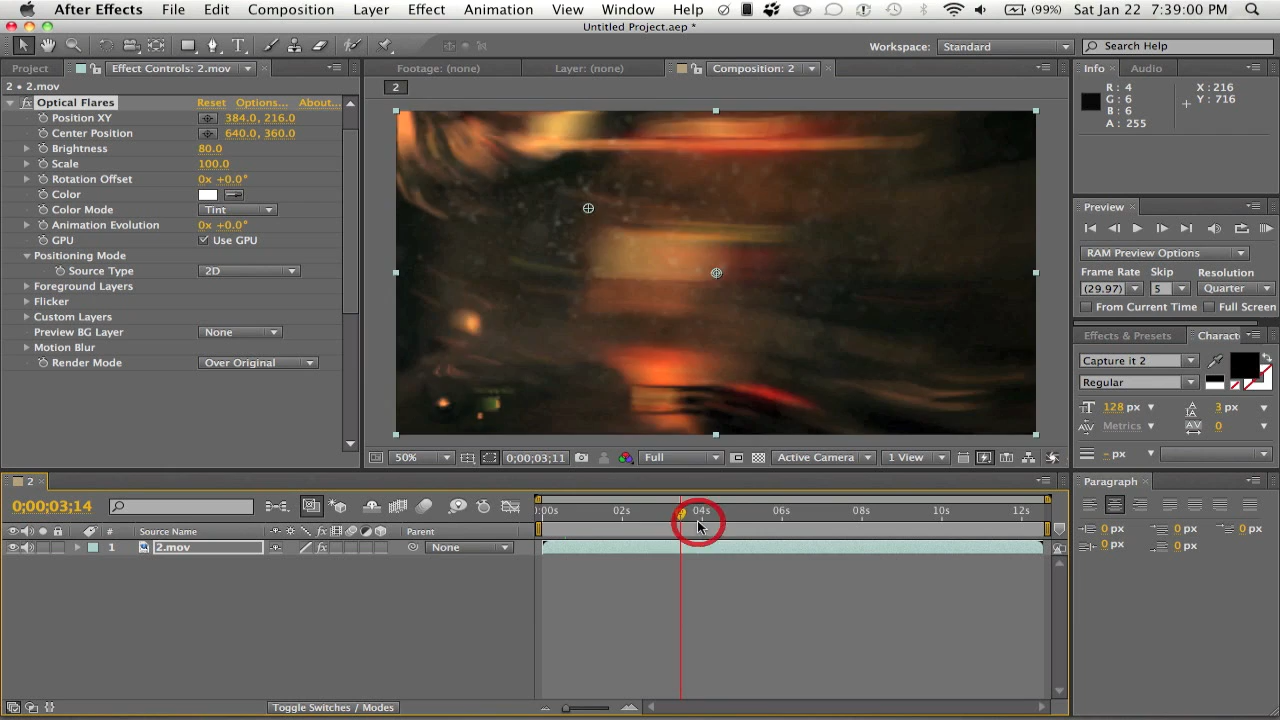 After Effects File Edit Composition Layer Effect Animation View Window Help (99%) Sat Jan 22 7:39:00 PM
Untitled Project.aep *
Workspace: Standard Search Help
Project Effect Controls: 2.mov Footage: (none) Layer: (none) Composition: 2 Info Audio
2 • 2.mov
2
fx Optical Flares Reset Options... About...
Position XY 384.0, 216.0
Center Position 640.0, 360.0
Brightness 80.0
Scale 100.0
Rotation Offset 0x +0.0°
Color
Color Mode Tint
Animation Evolution 0x +0.0°
GPU Use GPU
Positioning Mode
Source Type 2D
Foreground Layers
Flicker
Custom Layers
Preview BG Layer None
Motion Blur
Render Mode Over Original
50% 0;00;03;11 Full Active Camera 1 View
R : 4
G : 6
B : 6
A : 255
X : 216
Y : 716
Preview
RAM Preview Options
Frame Rate Skip Resolution
(29.97) 5 Quarter
From Current Time Full Screen
Effects & Presets Charact
Capture it 2
Regular
128 px 3 px
Metrics 0
- px
2
0;00;03;14
:00s 02s 04s 06s 08s 10s 12s
# Source Name Parent
1 2.mov fx None
Toggle Switches / Modes
Paragraph
0 px 0 px 0 px
0 px 0 px